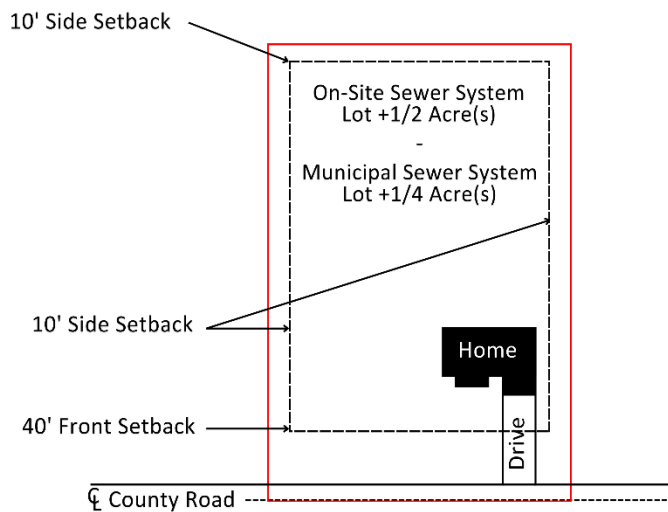 10' Side Setback
On-Site Sewer System
Lot +1/2 Acre(s)
-
Municipal Sewer System
Lot +1/4 Acre(s)
10' Side Setback
Home
40' Front Setback
Drive
℄ County Road